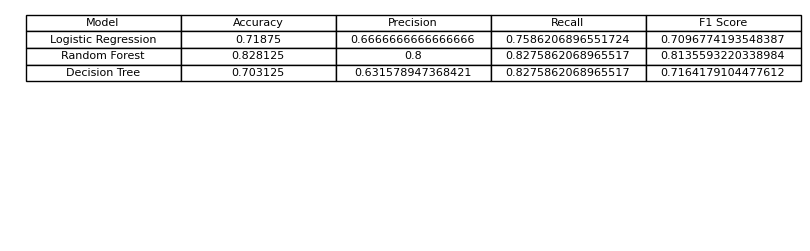 Model Accuracy Precision Recall F1 Score
Logistic Regression 0.71875 0.6666666666666666 0.7586206896551724 0.7096774193548387
Random Forest 0.828125 0.8 0.8275862068965517 0.8135593220338984
Decision Tree 0.703125 0.631578947368421 0.8275862068965517 0.7164179104477612